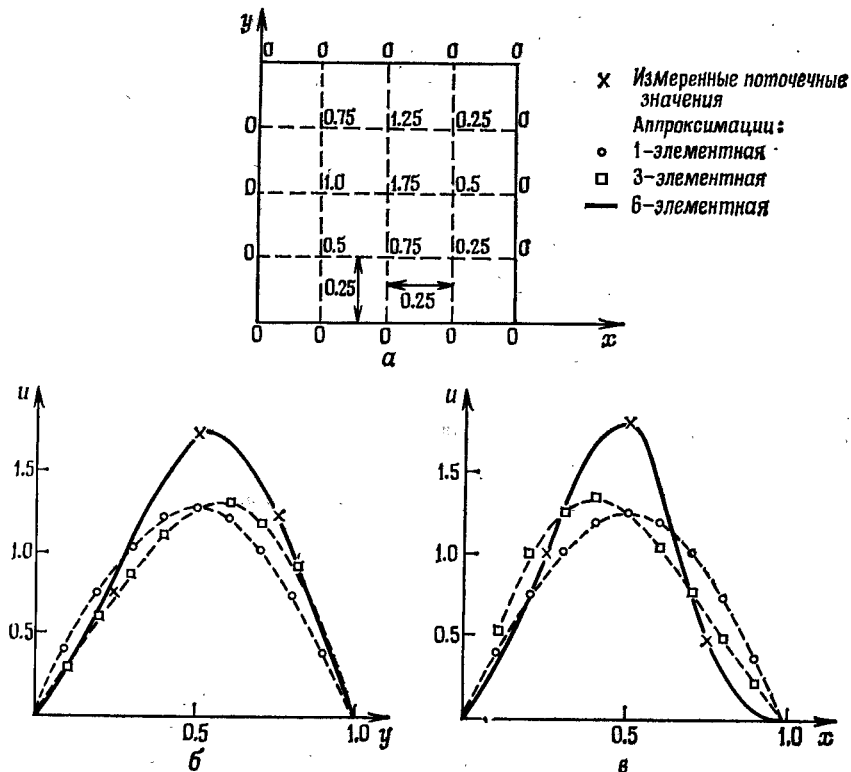 y
0 0 0 0 0
× Измеренные поточечные
значения
Аппроксимации:
○ 1-элементная
□ 3-элементная
6-элементная
0 0.75 1.25 0.25 0
0 1.0 1.75 0.5 0
0 0.5 0.75 0.25 0
0.25
0.25
0 0 0 0 0
x
а
u
1.5
1.0
0.5
0.5
1.0
y
б
u
1.5
1.0
0.5
0.5
1.0
x
в